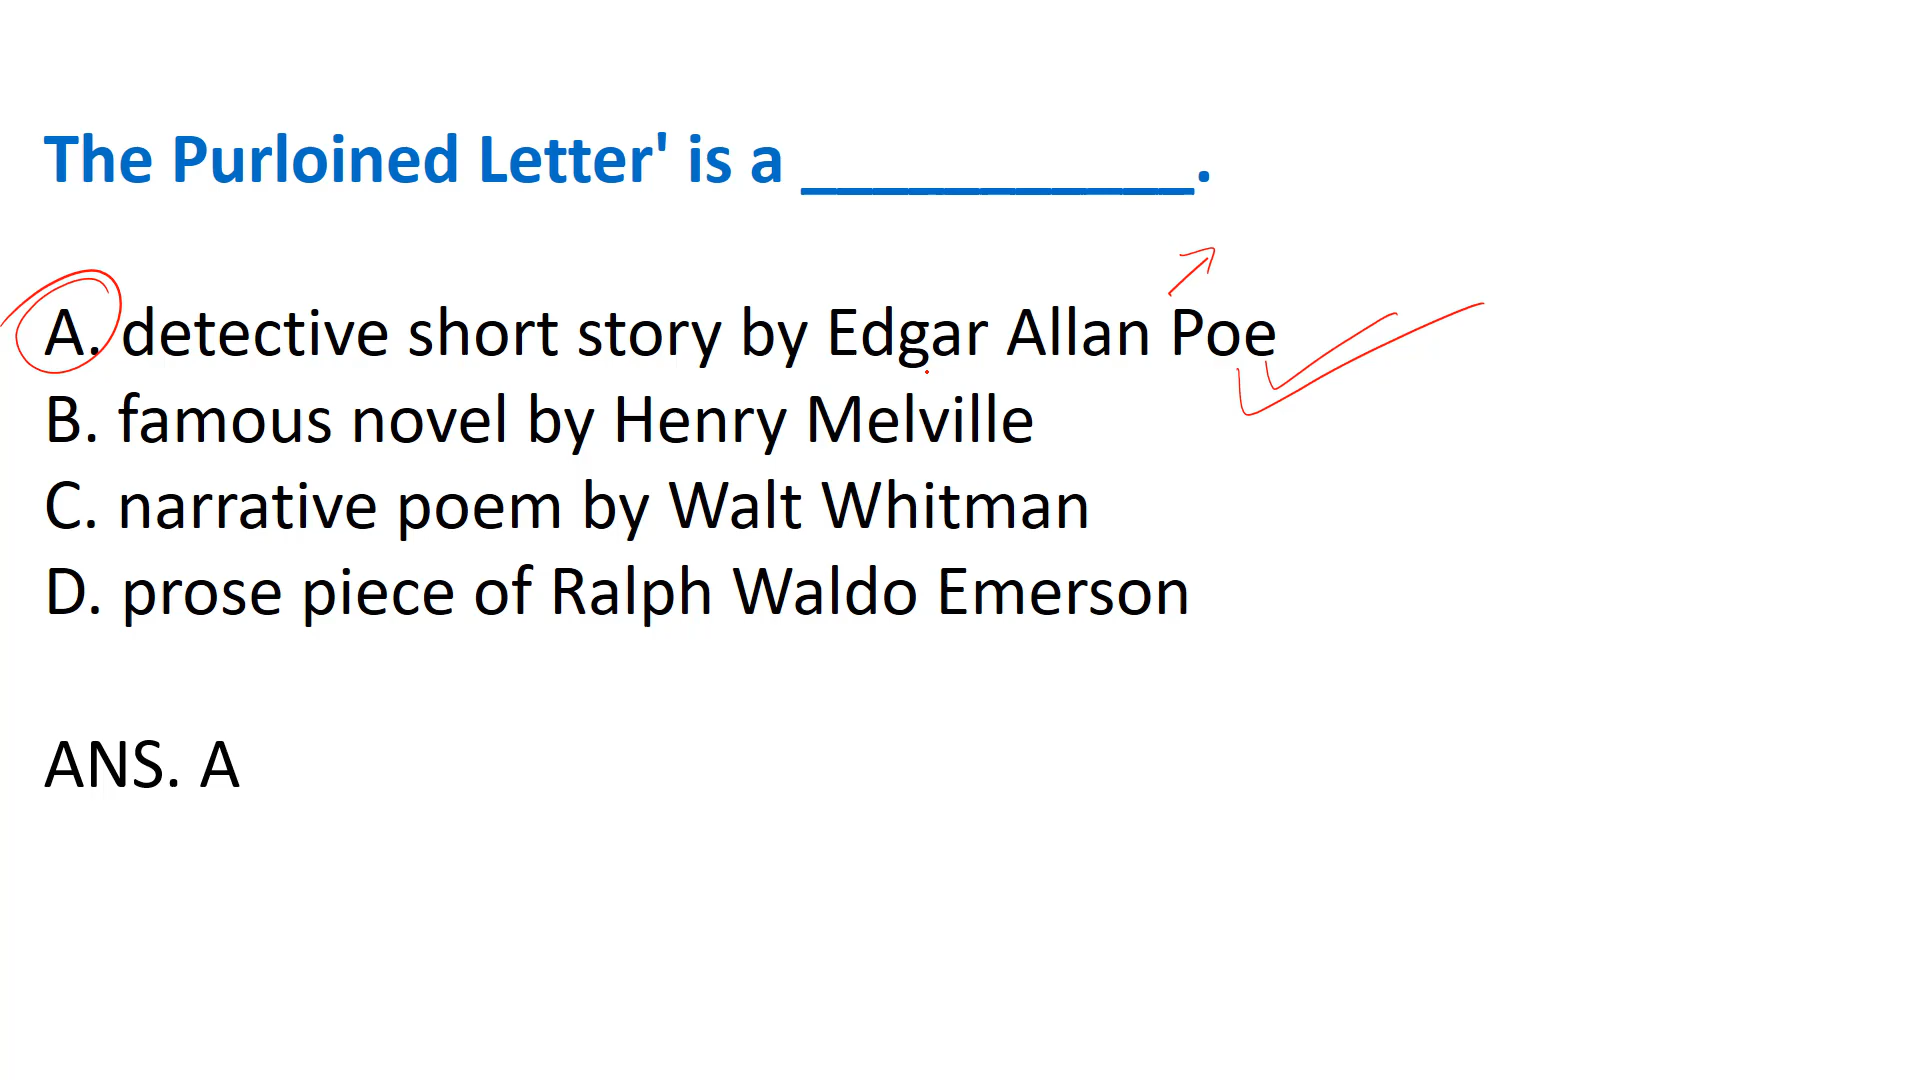 The Purloined Letter' is a ___________.
A. detective short story by Edgar Allan Poe
B. famous novel by Henry Melville
C. narrative poem by Walt Whitman
D. prose piece of Ralph Waldo Emerson
ANS. A